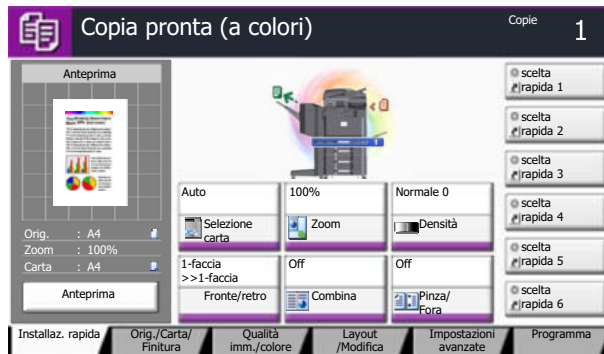 Copia pronta (a colori)
Copie 1
Anteprima
Orig. : A4
Zoom : 100%
Carta : A4
Anteprima
1
Auto
Selezione
carta
100%
Zoom
Normale 0
Densità
1-faccia
>>1-faccia
Fronte/retro
Off
Combina
Off
Pinza/
Fora
scelta
rapida 1
scelta
rapida 2
scelta
rapida 3
scelta
rapida 4
scelta
rapida 5
scelta
rapida 6
Installaz. rapida
Orig./Carta/
Finitura
Qualità
imm./colore
Layout
/Modifica
Impostazioni
avanzate
Programma